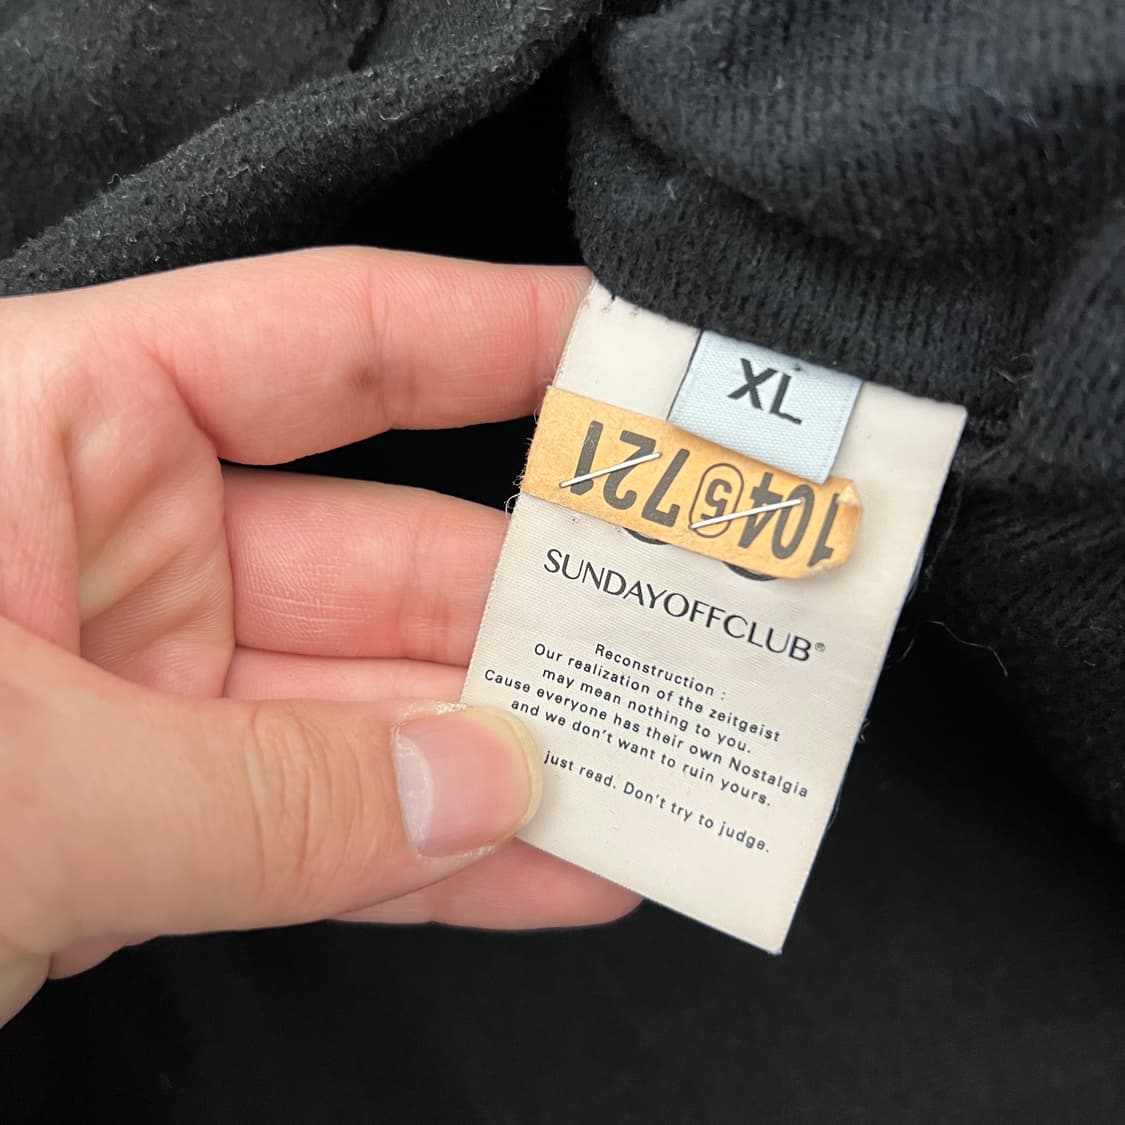 XL
104⑤721
SUNDAYOFFCLUB®
Reconstruction :
Our realization of the zeitgeist
may mean nothing to you.
Cause everyone has their own Nostalgia
and we don't want to ruin yours.
just read. Don't try to judge.